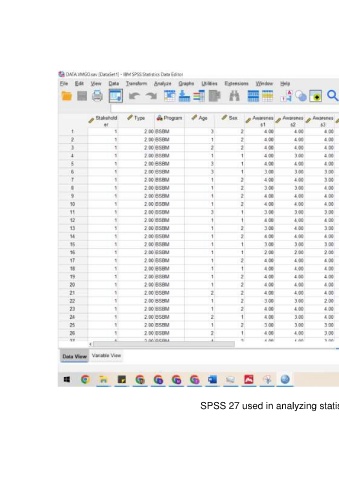 DATA VMGO.sav [DataSet1] - IBM SPSS Statistics Data Editor
File Edit View Data Transform Analyze Graphs Utilities Extensions Window Help
Stakeholder Type Program Age Sex Awareness1 Awareness2 Awareness3
1 1 2.00 BSBM 3 2 4.00 4.00 4.00
2 1 2.00 BSBM 1 2 4.00 4.00 4.00
3 1 2.00 BSBM 2 2 4.00 4.00 4.00
4 1 2.00 BSBM 1 1 4.00 3.00 4.00
5 1 2.00 BSBM 3 1 4.00 4.00 4.00
6 1 2.00 BSBM 3 1 4.00 3.00 3.00
7 1 2.00 BSBM 1 2 4.00 4.00 3.00
8 1 2.00 BSBM 1 2 3.00 3.00 4.00
9 1 2.00 BSBM 1 2 4.00 4.00 4.00
10 1 2.00 BSBM 1 2 4.00 4.00 4.00
11 1 2.00 BSBM 3 1 3.00 3.00 3.00
12 1 2.00 BSBM 1 1 4.00 4.00 4.00
13 1 2.00 BSBM 1 2 3.00 4.00 3.00
14 1 2.00 BSBM 1 2 4.00 4.00 4.00
15 1 2.00 BSBM 1 1 3.00 3.00 3.00
16 1 2.00 BSBM 1 2 2.00 2.00 2.00
17 1 2.00 BSBM 1 2 4.00 4.00 4.00
18 1 2.00 BSBM 1 1 4.00 4.00 4.00
19 1 2.00 BSBM 1 2 4.00 4.00 4.00
20 1 2.00 BSBM 1 2 4.00 4.00 4.00
21 1 2.00 BSBM 2 2 4.00 4.00 4.00
22 1 2.00 BSBM 1 2 3.00 3.00 2.00
23 1 2.00 BSBM 1 2 4.00 4.00 4.00
24 1 2.00 BSBM 2 1 4.00 3.00 4.00
25 1 2.00 BSBM 1 2 3.00 3.00 3.00
26 1 2.00 BSBM 2 1 4.00 3.00 4.00
Data View Variable View
SPSS 27 used in analyzing statis